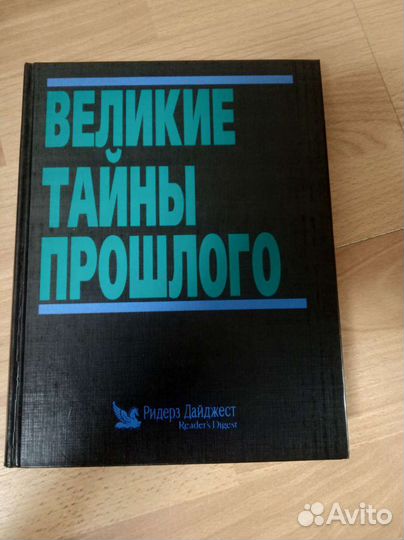 ВЕЛИКИЕ
ТАЙНЫ
ПРОШЛОГО
Ридерз Дайджест
Reader's Digest
Avito